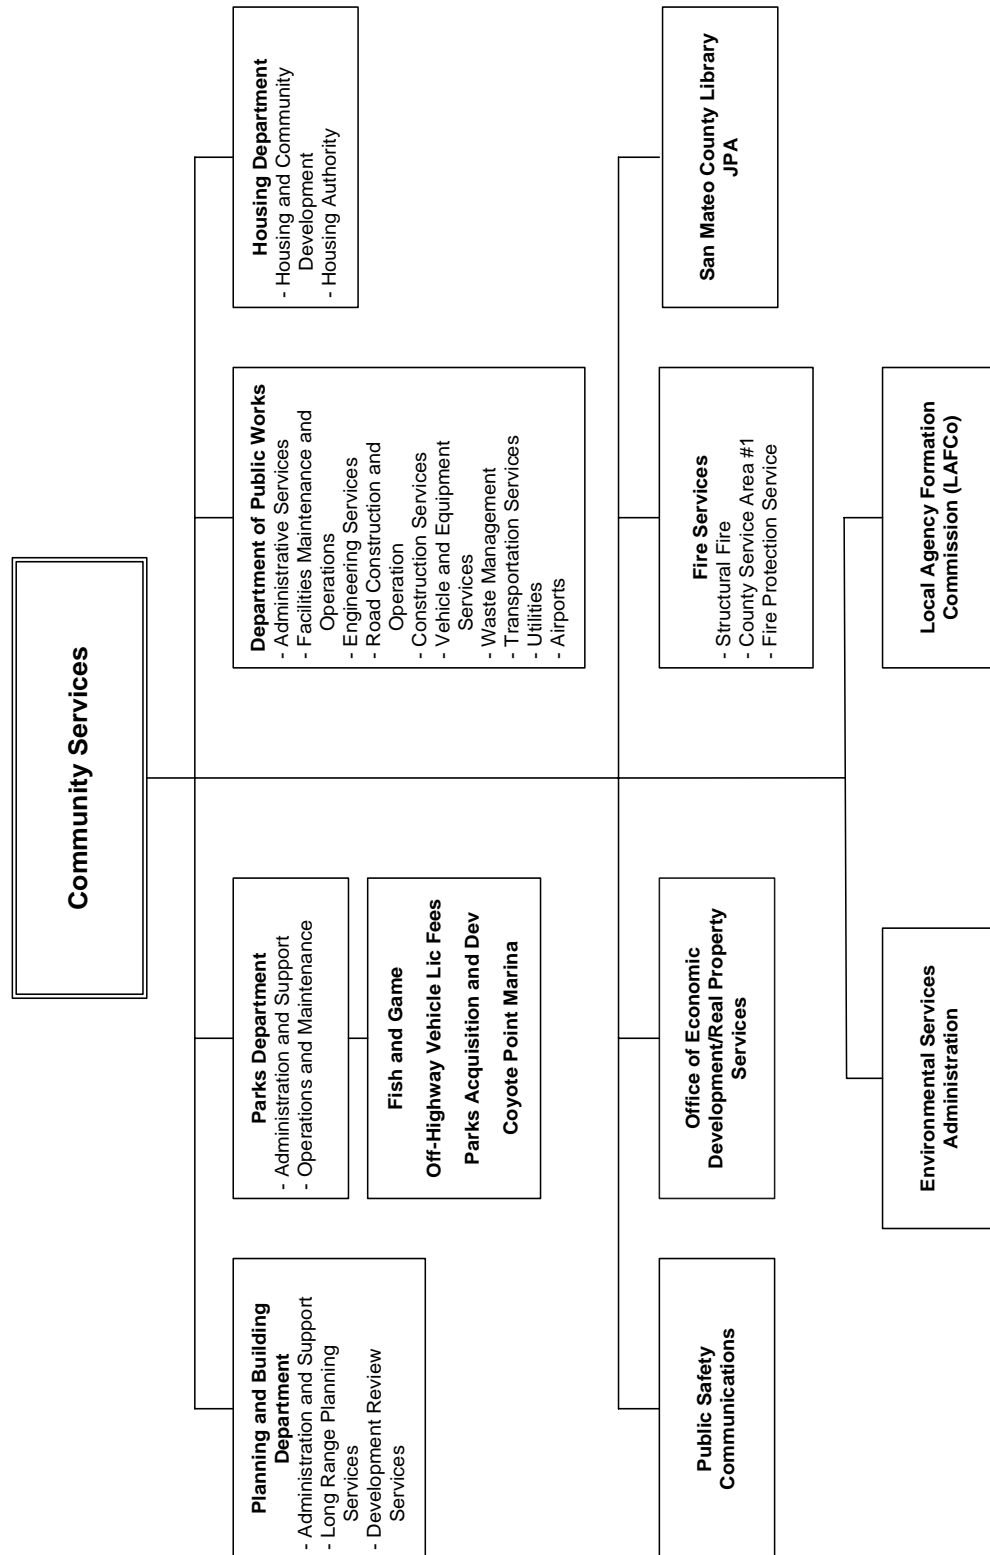 Community Services
Planning and Building
Department
- Administration and Support
- Long Range Planning
Services
- Development Review
Services
Parks Department
- Administration and Support
- Operations and Maintenance
Fish and Game
Off-Highway Vehicle Lic Fees
Parks Acquisition and Dev
Coyote Point Marina
Department of Public Works
- Administrative Services
- Facilities Maintenance and
Operations
- Engineering Services
- Road Construction and
Operation
- Construction Services
- Vehicle and Equipment
Services
- Waste Management
- Transportation Services
- Utilities
- Airports
Housing Department
- Housing and Community
Development
- Housing Authority
Public Safety
Communications
Office of Economic
Development/Real Property
Services
Fire Services
- Structural Fire
- County Service Area #1
- Fire Protection Service
San Mateo County Library
JPA
Environmental Services
Administration
Local Agency Formation
Commission (LAFCo)